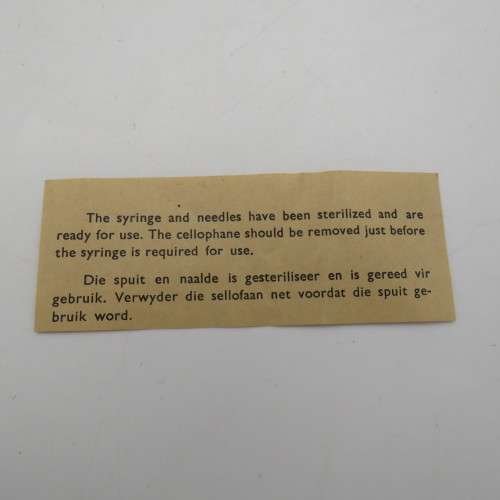 The syringe and needles have been sterilized and are
ready for use. The cellophane should be removed just before
the syringe is required for use.
Die spuit en naalde is gesteriliseer en is gereed vir
gebruik. Verwyder die sellofaan net voordat die spuit ge-
bruik word.